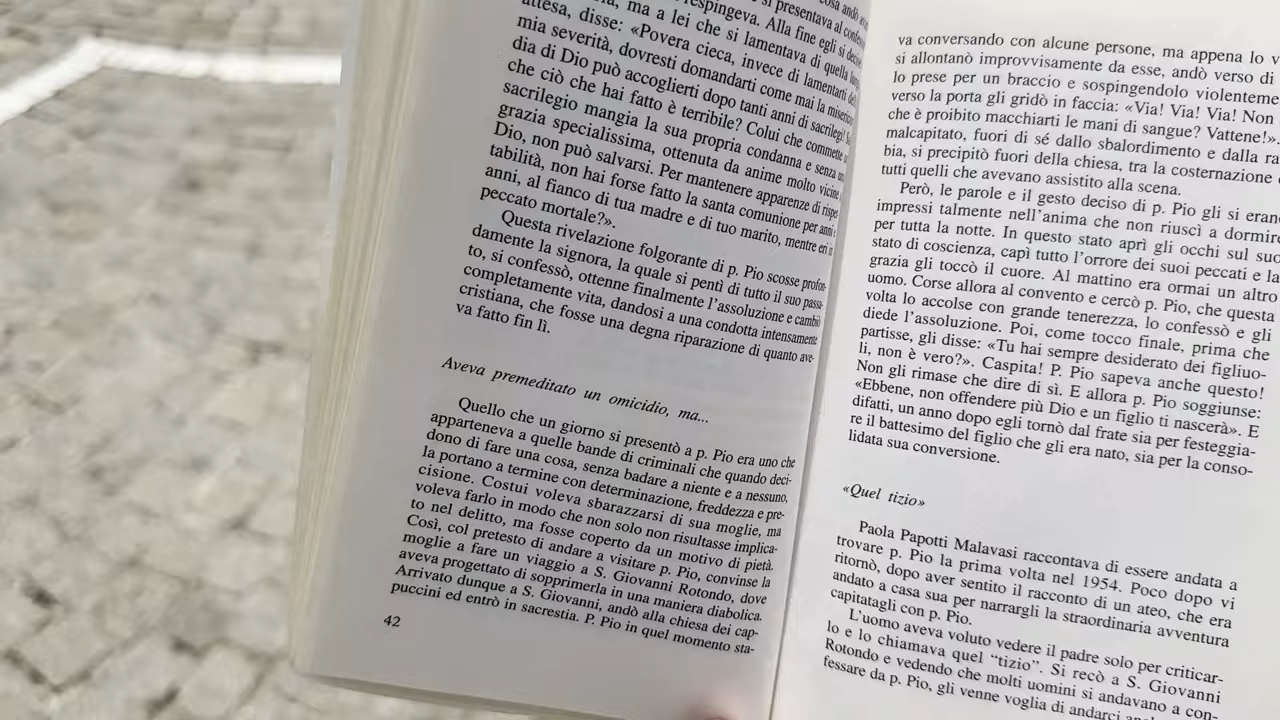 si presentava al
respingeva. Alla fine egli si
ma a lei che si lamentava di quella
attesa, disse: «Povera cieca, invece di lamentarti
mia severità, dovresti domandarti come mai la
dia di Dio può accoglierti dopo tanti anni di sacrilegi!
che ciò che hai fatto è terribile? Colui che commette
sacrilegio mangia la sua propria condanna e senza
grazia specialissima, ottenuta da anime molto vicine
Dio, non può salvarsi. Per mantenere apparenze di
tabilità, non hai forse fatto la santa comunione per anni e
anni, al fianco di tua madre e di tuo marito, mentre eri in
peccato mortale?».
Questa rivelazione folgorante di p. Pio scosse profon-
damente la signora, la quale si pentì di tutto il suo passa-
to, si confessò, ottenne finalmente l'assoluzione e cambiò
completamente vita, dandosi a una condotta intensamente
cristiana, che fosse una degna riparazione di quanto ave-
va fatto fin lì.
Aveva premeditato un omicidio, ma...
Quello che un giorno si presentò a p. Pio era uno che
apparteneva a quelle bande di criminali che quando deci-
dono di fare una cosa, senza badare a niente e a nessuno,
la portano a termine con determinazione, freddezza e pre-
cisione. Costui voleva sbarazzarsi di sua moglie, ma
voleva farlo in modo che non solo non risultasse implica-
to nel delitto, ma fosse coperto da un motivo di pietà.
Così, col pretesto di andare a visitare p. Pio, convinse la
moglie a fare un viaggio a S. Giovanni Rotondo, dove
aveva progettato di sopprimerla in una maniera diabolica.
Arrivato dunque a S. Giovanni, andò alla chiesa dei cap-
puccini ed entrò in sacrestia. P. Pio in quel momento sta-
42
va conversando con alcune persone, ma appena lo
si allontanò improvvisamente da esse, andò verso di
lo prese per un braccio e sospingendolo violenteme
verso la porta gli gridò in faccia: «Via! Via! Via! Non
che è proibito macchiarti le mani di sangue? Vattene!».
malcapitato, fuori di sé dallo sbalordimento e dalla ra
bia, si precipitò fuori della chiesa, tra la costernazione
tutti quelli che avevano assistito alla scena.
Però, le parole e il gesto deciso di p. Pio gli si eran
impressi talmente nell'anima che non riuscì a dormire
per tutta la notte. In questo stato aprì gli occhi sul suo
stato di coscienza, capì tutto l'orrore dei suoi peccati e la
grazia gli toccò il cuore. Al mattino era ormai un altro
uomo. Corse allora al convento e cercò p. Pio, che questa
volta lo accolse con grande tenerezza, lo confessò e gli
diede l'assoluzione. Poi, come tocco finale, prima che
partisse, gli disse: «Tu hai sempre desiderato dei figliuo-
li, non è vero?». Caspita! P. Pio sapeva anche questo!
Non gli rimase che dire di sì. E allora p. Pio soggiunse:
«Ebbene, non offendere più Dio e un figlio ti nascerà». E
difatti, un anno dopo egli tornò dal frate sia per festeggia-
re il battesimo del figlio che gli era nato, sia per la conso-
lidata sua conversione.
«Quel tizio»
Paola Papotti Malavasi raccontava di essere andata a
trovare p. Pio la prima volta nel 1954. Poco dopo vi
ritornò, dopo aver sentito il racconto di un ateo, che era
andato a casa sua per narrargli la straordinaria avventura
capitatagli con p. Pio.
L'uomo aveva voluto vedere il padre solo per criticar-
lo e lo chiamava quel "tizio". Si recò a S. Giovanni
Rotondo e vedendo che molti uomini si andavano a con-
fessare da p. Pio, gli venne voglia di andarci